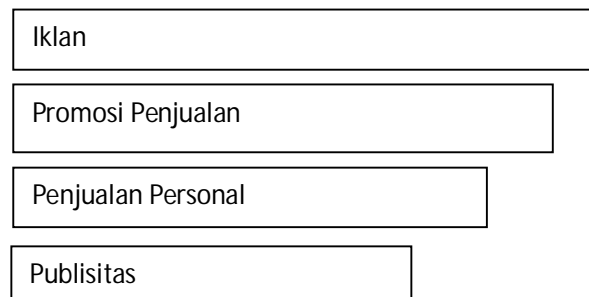 Iklan
Promosi Penjualan
Penjualan Personal
Publisitas